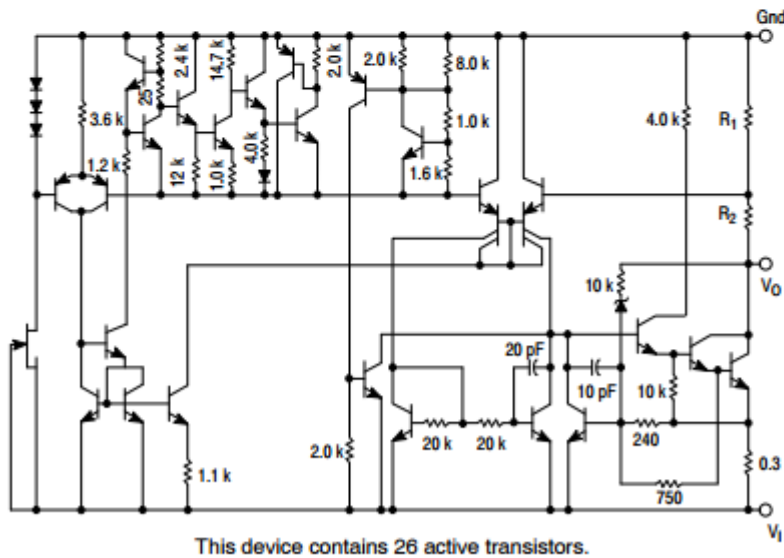 Gnd
2.4 k
14.7 k
2.0 k
2.0 k
8.0 k
25
3.6 k
4.0 k
1.0 k
4.0 k
R1
1.2 k
12 k
1.0 k
1.6 k
R2
10 k
VO
20 pF
10 pF
10 k
20 k
20 k
240
2.0 k
0.3
1.1 k
750
VI
This device contains 26 active transistors.